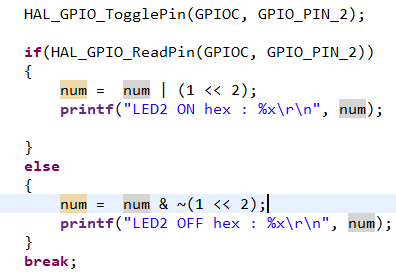 HAL_GPIO_TogglePin(GPIOC, GPIO_PIN_2);
if(HAL_GPIO_ReadPin(GPIOC, GPIO_PIN_2))
{
num =  num | (1 << 2);
printf("LED2 ON hex : %x\r\n", num);
}
else
{
num =  num & ~(1 << 2);
printf("LED2 OFF hex : %x\r\n", num);
}
break;